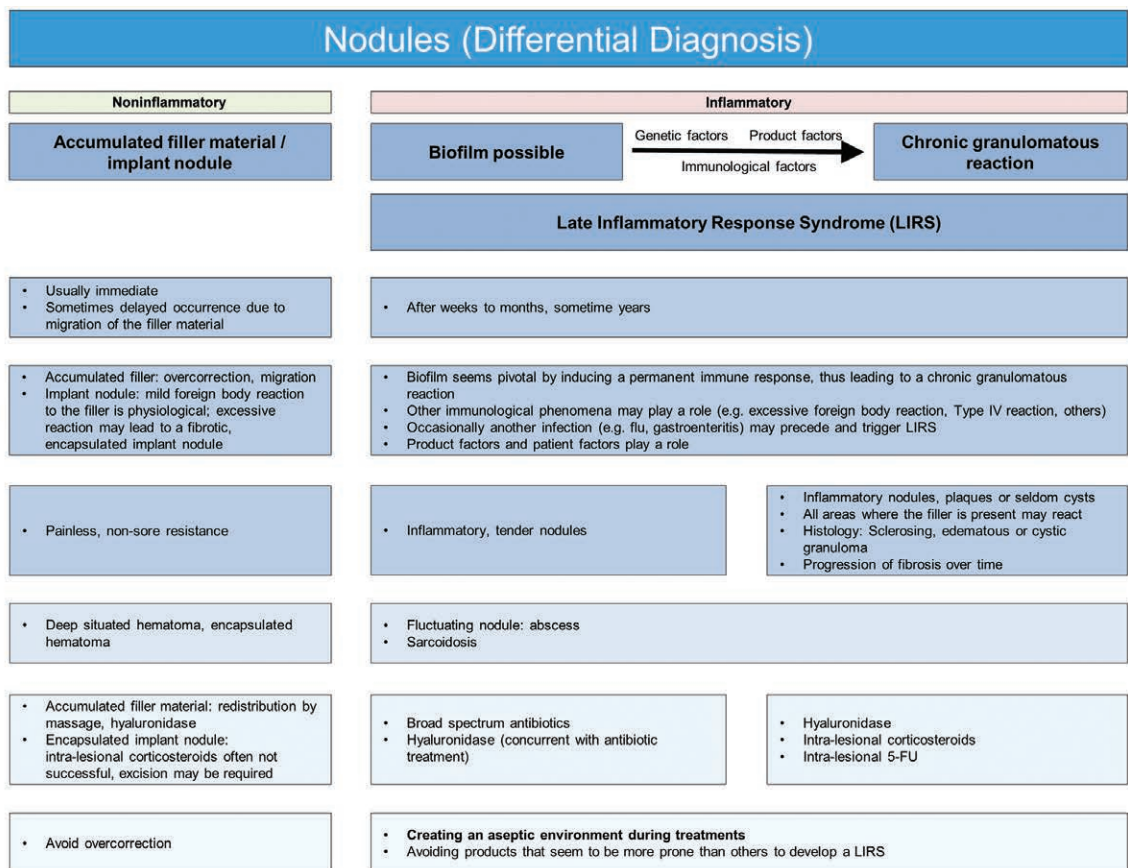 Nodules (Differential Diagnosis)
Noninflammatory
Inflammatory
Accumulated filler material /
implant nodule
Biofilm possible
Genetic factors Product factors
Immunological factors
Chronic granulomatous
reaction
Late Inflammatory Response Syndrome (LIRS)
• Usually immediate
• Sometimes delayed occurrence due to
migration of the filler material
• After weeks to months, sometime years
• Accumulated filler: overcorrection, migration
• Implant nodule: mild foreign body reaction
to the filler is physiological; excessive
reaction may lead to a fibrotic,
encapsulated implant nodule
• Biofilm seems pivotal by inducing a permanent immune response, thus leading to a chronic granulomatous
reaction
• Other immunological phenomena may play a role (e.g. excessive foreign body reaction, Type IV reaction, others)
• Occasionally another infection (e.g. flu, gastroenteritis) may precede and trigger LIRS
• Product factors and patient factors play a role
• Painless, non-sore resistance
• Inflammatory, tender nodules
• Inflammatory nodules, plaques or seldom cysts
• All areas where the filler is present may react
• Histology: Sclerosing, edematous or cystic
granuloma
• Progression of fibrosis over time
• Deep situated hematoma, encapsulated
hematoma
• Fluctuating nodule: abscess
• Sarcoidosis
• Accumulated filler material: redistribution by
massage, hyaluronidase
• Encapsulated implant nodule:
intra-lesional corticosteroids often not
successful, excision may be required
• Broad spectrum antibiotics
• Hyaluronidase (concurrent with antibiotic
treatment)
• Hyaluronidase
• Intra-lesional corticosteroids
• Intra-lesional 5-FU
• Avoid overcorrection
• Creating an aseptic environment during treatments
• Avoiding products that seem to be more prone than others to develop a LIRS